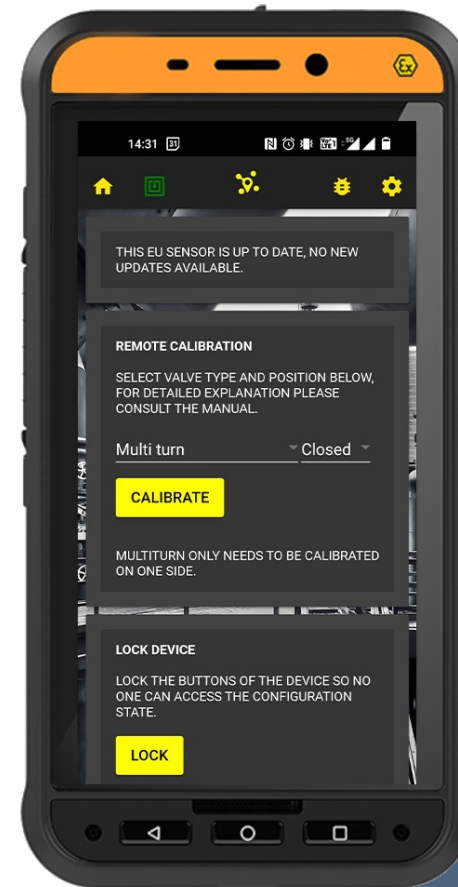 Ex
14:31 31
THIS EU SENSOR IS UP TO DATE, NO NEW
UPDATES AVAILABLE.
REMOTE CALIBRATION
SELECT VALVE TYPE AND POSITION BELOW,
FOR DETAILED EXPLANATION PLEASE
CONSULT THE MANUAL.
Multi turn Closed
CALIBRATE
MULTITURN ONLY NEEDS TO BE CALIBRATED
ON ONE SIDE.
LOCK DEVICE
LOCK THE BUTTONS OF THE DEVICE SO NO
ONE CAN ACCESS THE CONFIGURATION
STATE.
LOCK